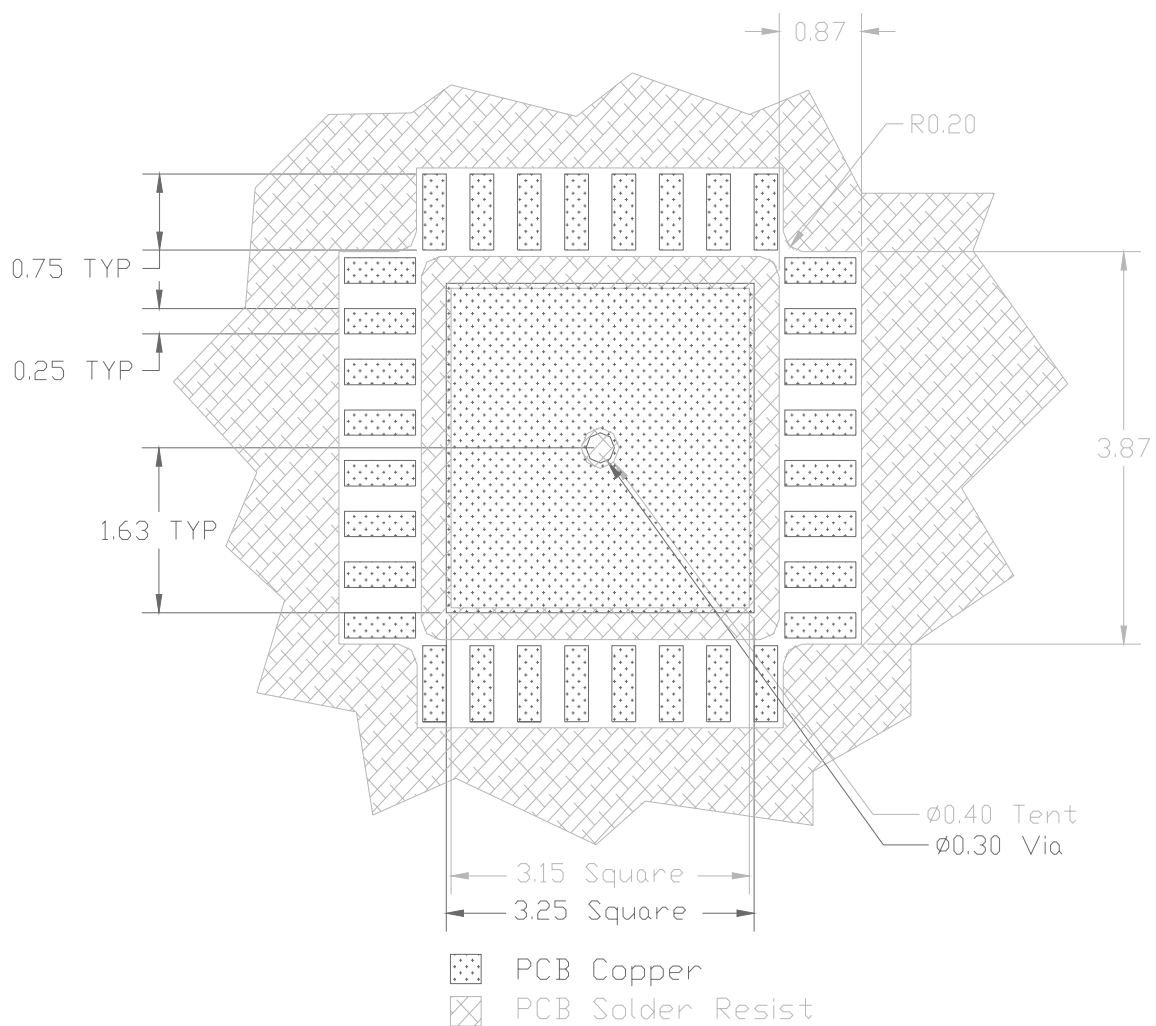 0.87
R0.20
0.75 TYP
0.25 TYP
3.87
1.63 TYP
Ø0.40 Tent
Ø0.30 Via
3.15 Square
3.25 Square
PCB Copper
PCB Solder Resist